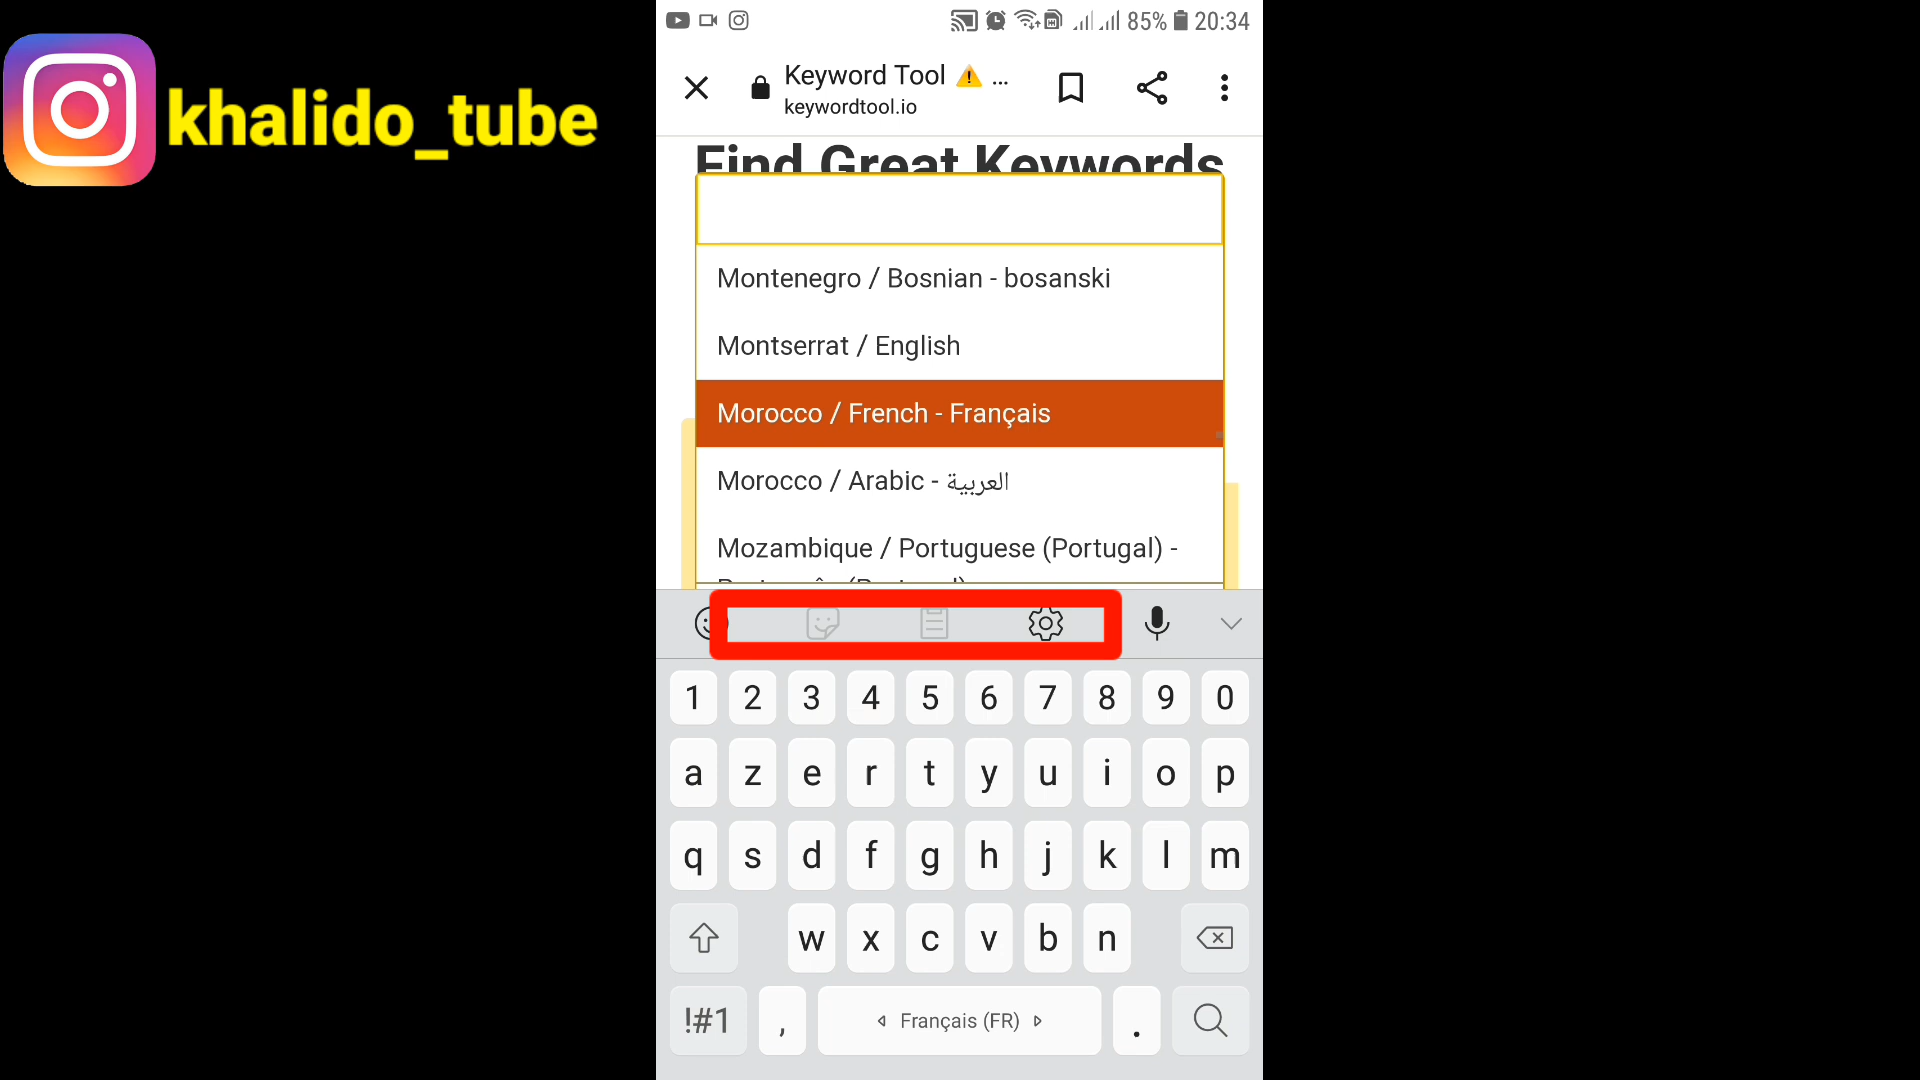 khalido_tube
85% 20:34
Keyword Tool ⚠ ...
keywordtool.io
Find Great Keywords
Montenegro / Bosnian - bosanski
Montserrat / English
Morocco / French - Français
Morocco / Arabic - العربية
Mozambique / Portuguese (Portugal) -
1 2 3 4 5 6 7 8 9 0
a z e r t y u i o p
q s d f g h j k l m
w x c v b n
!#1 , Français (FR) .